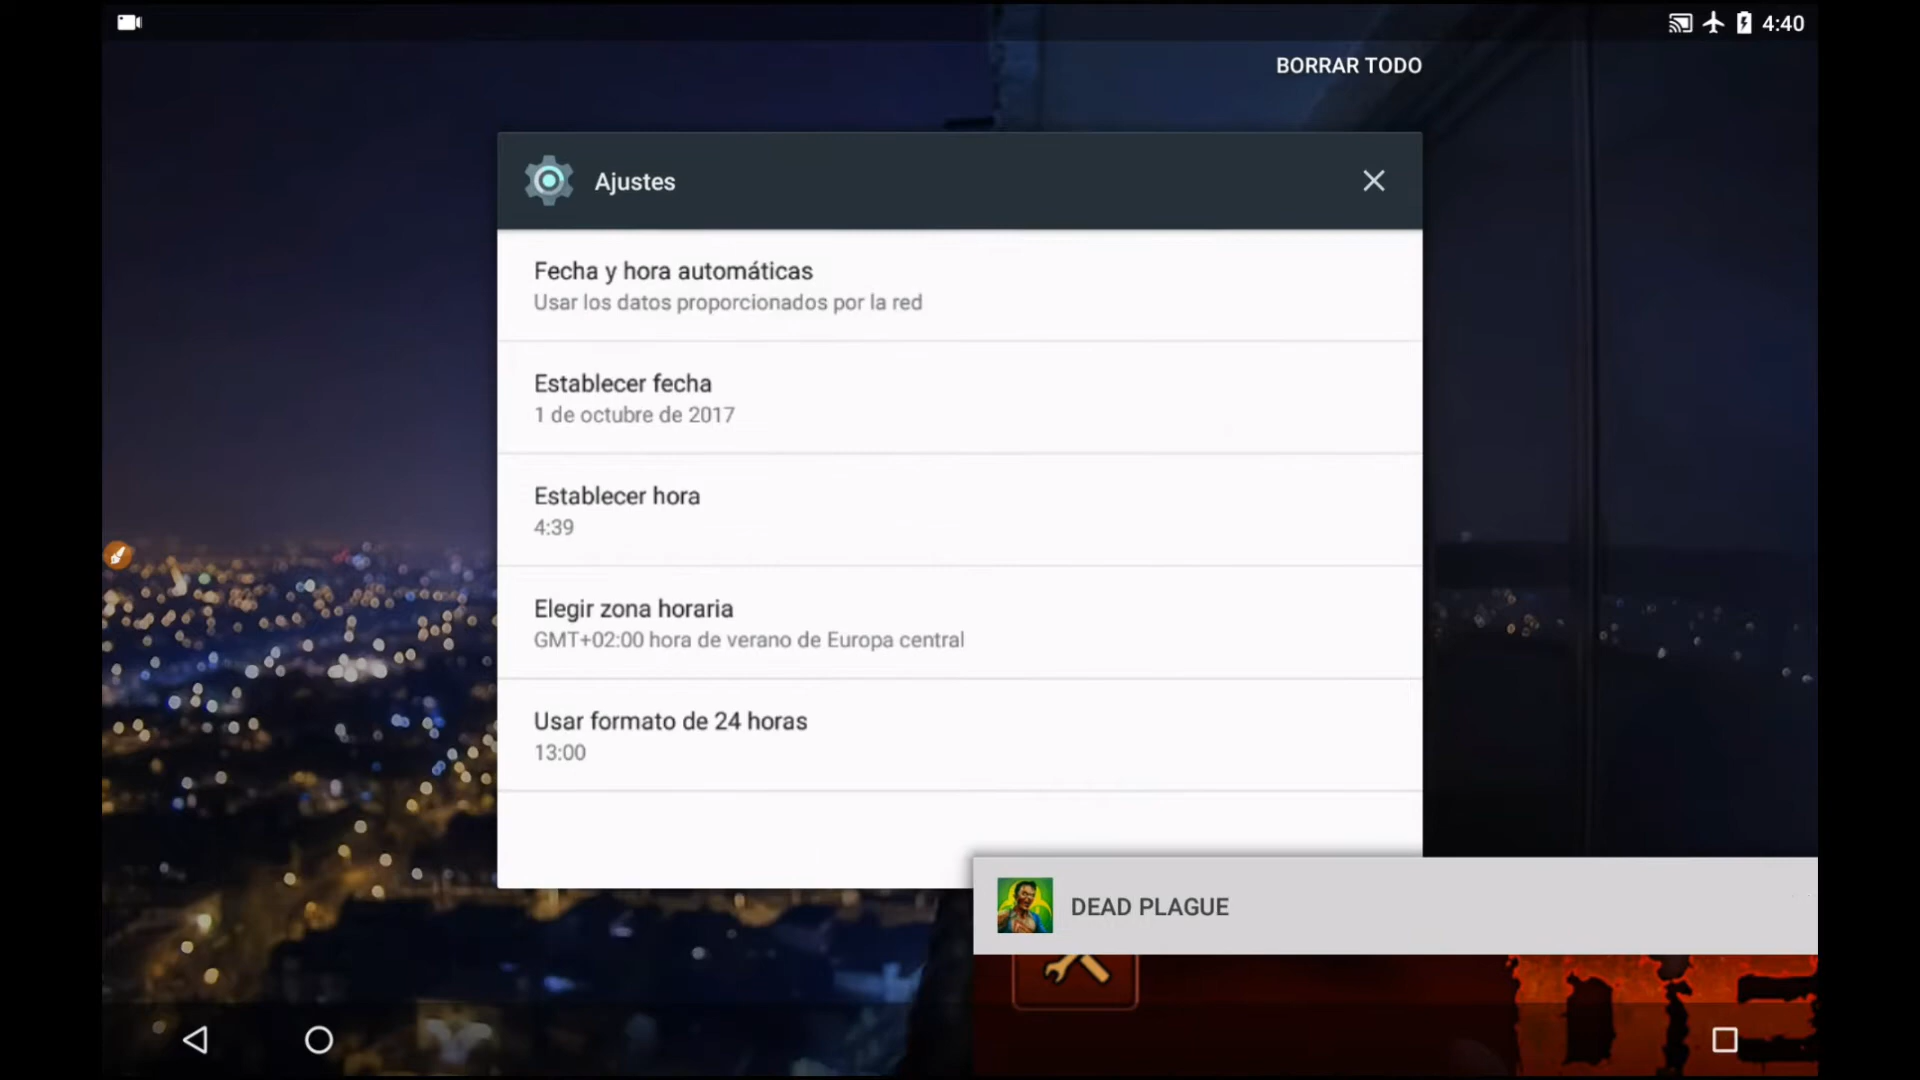 4:40
BORRAR TODO
Ajustes
Fecha y hora automáticas
Usar los datos proporcionados por la red
Establecer fecha
1 de octubre de 2017
Establecer hora
4:39
Elegir zona horaria
GMT+02:00 hora de verano de Europa central
Usar formato de 24 horas
13:00
DEAD PLAGUE